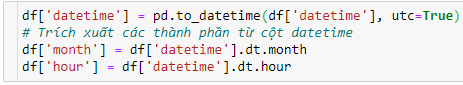 df['datetime'] = pd.to_datetime(df['datetime'], utc=True)
# Trích xuất các thành phần từ cột datetime
df['month'] = df['datetime'].dt.month
df['hour'] = df['datetime'].dt.hour